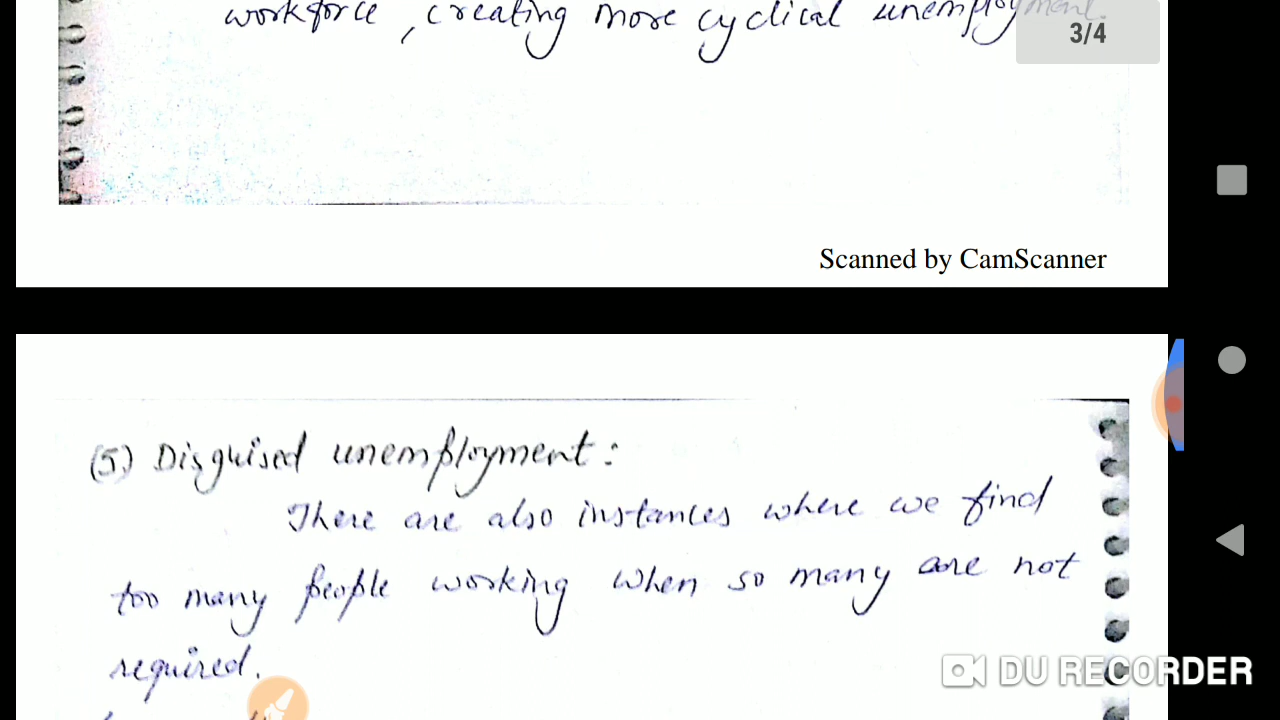 workforce, creating more cyclical unemployment.
3/4
Scanned by CamScanner
(5) Disguised unemployment:
There are also instances where we find
too many people working when so many are not
required.
DU RECORDER